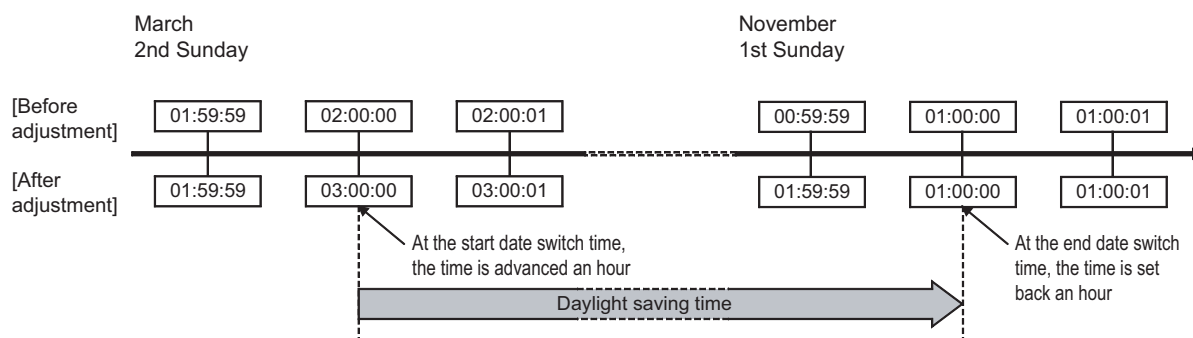 March
2nd Sunday
November
1st Sunday
[Before
adjustment]
01:59:59
02:00:00
02:00:01
00:59:59
01:00:00
01:00:01
[After
adjustment]
01:59:59
03:00:00
03:00:01
01:59:59
01:00:00
01:00:01
At the start date switch time,
the time is advanced an hour
At the end date switch
time, the time is set
back an hour
Daylight saving time